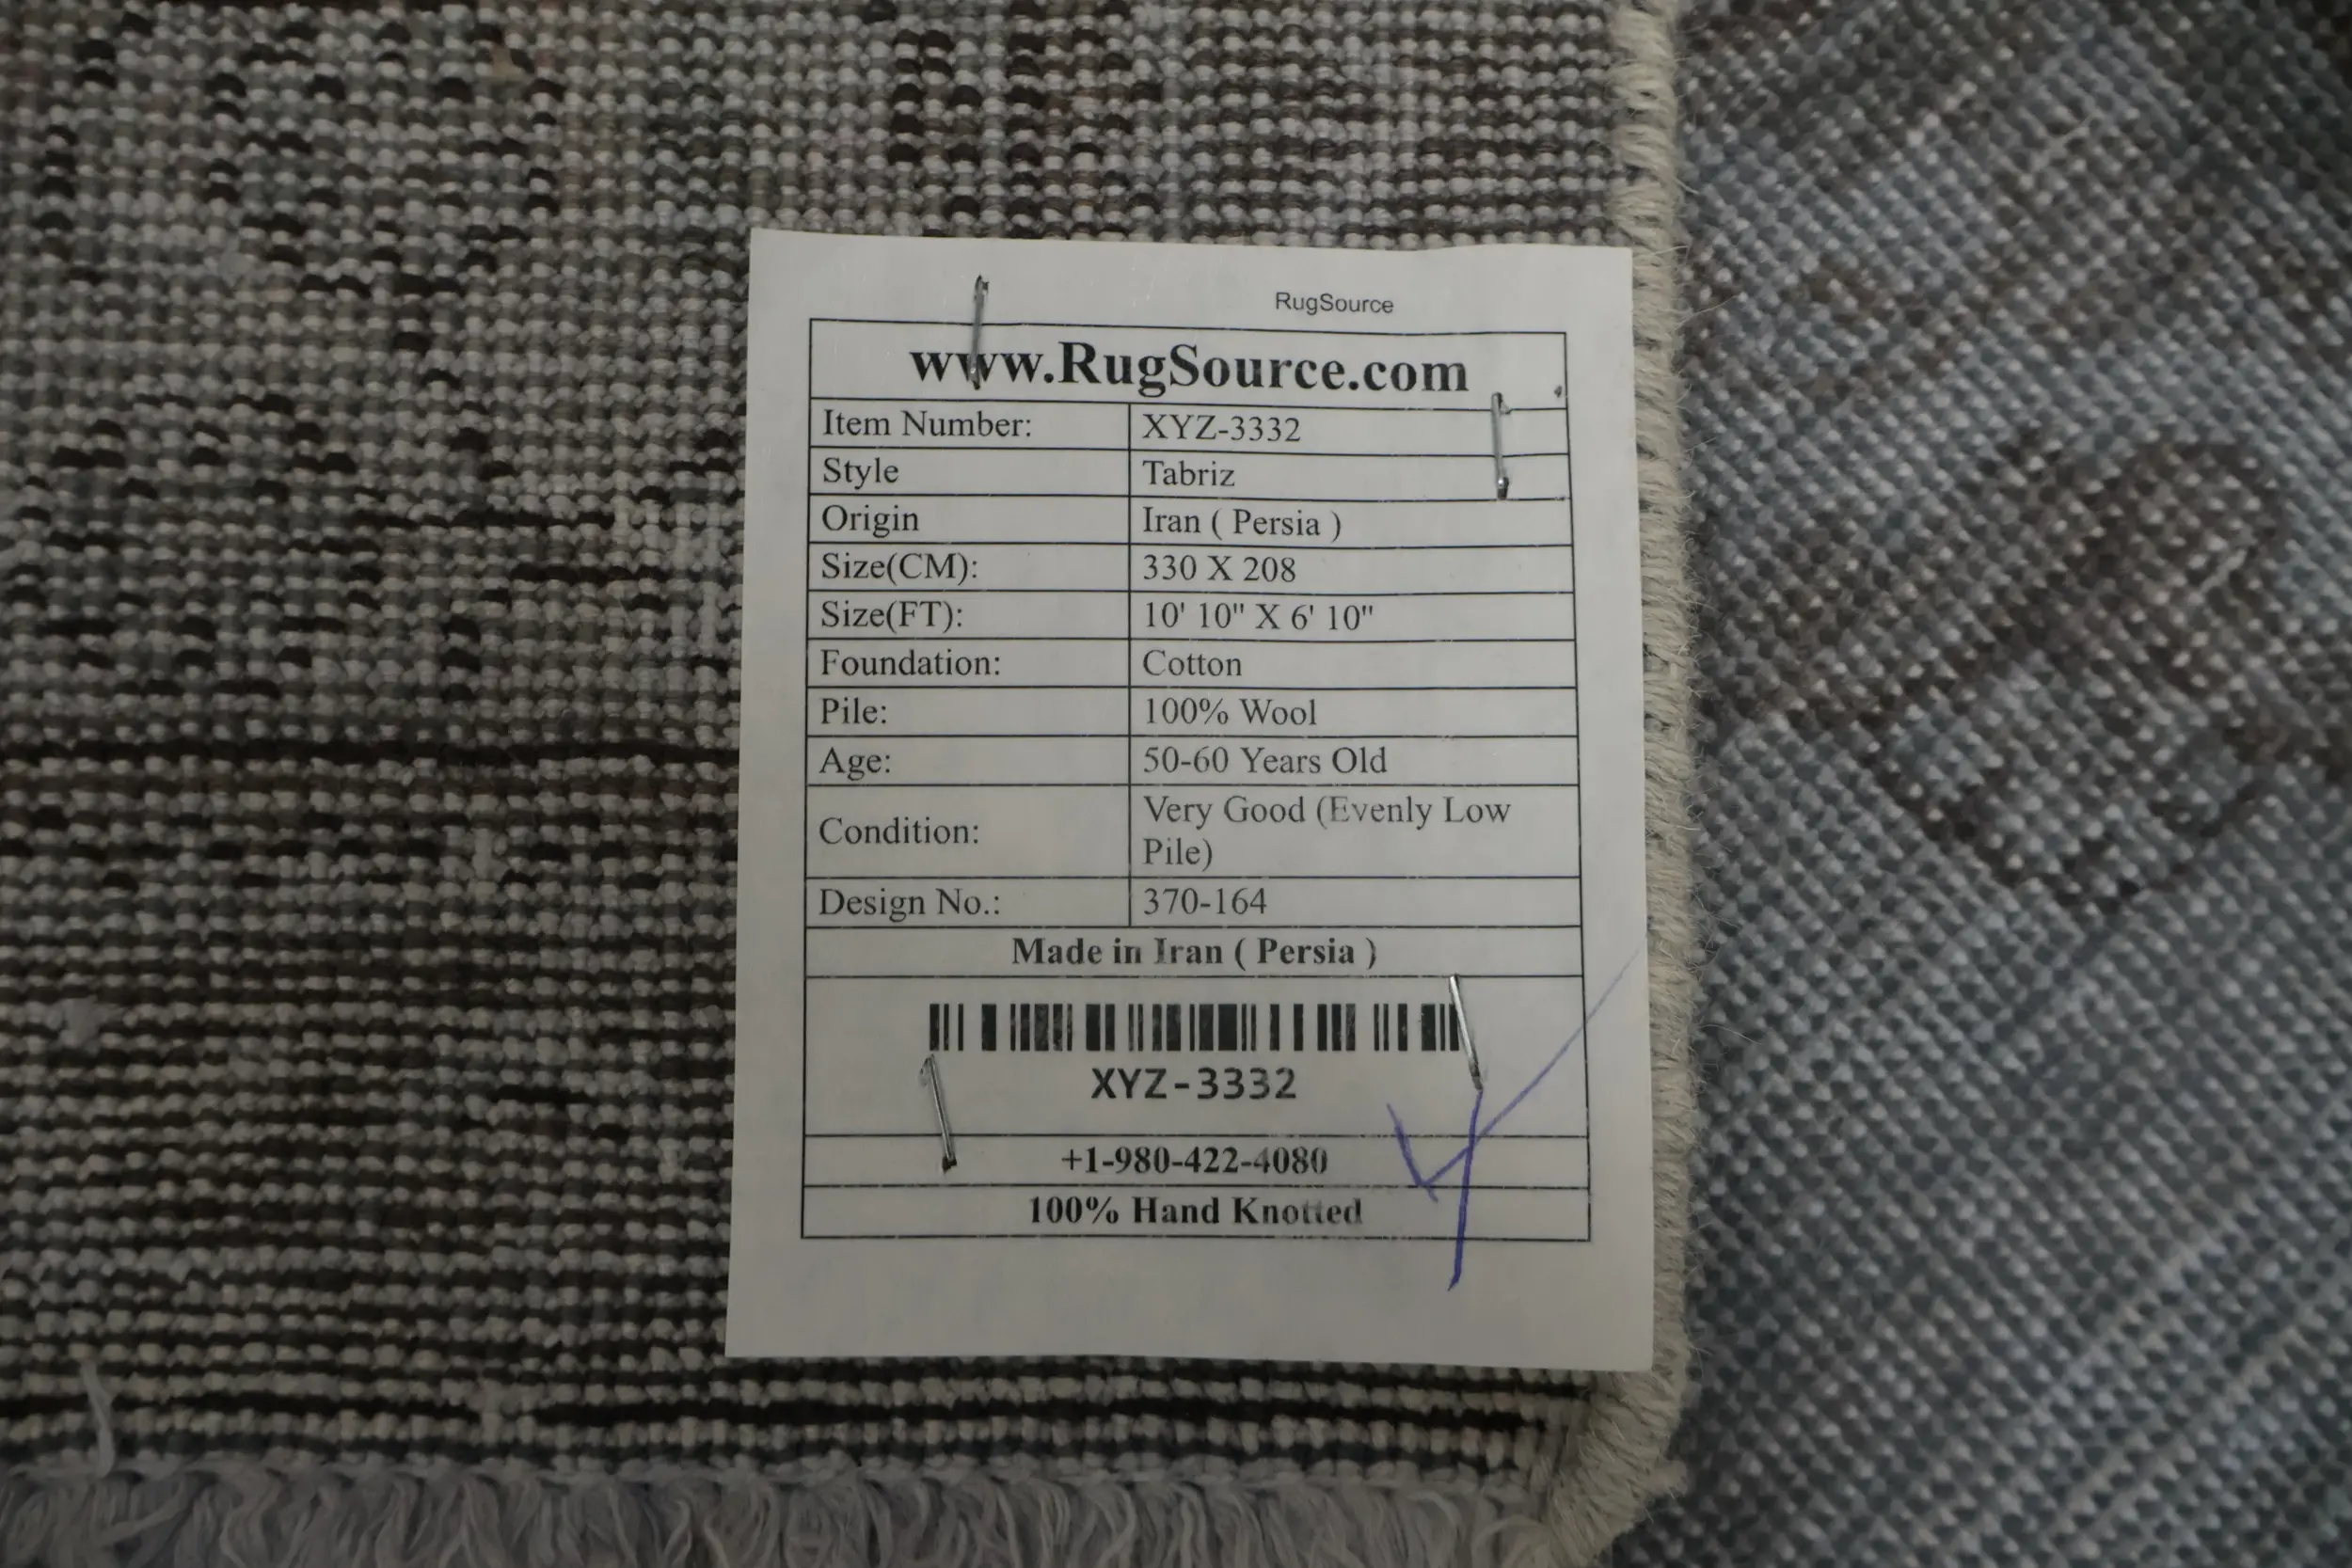 RugSource
www.RugSource.com
Item Number: XYZ-3332
Style Tabriz
Origin Iran ( Persia )
Size(CM): 330 X 208
Size(FT): 10' 10" X 6' 10"
Foundation: Cotton
Pile: 100% Wool
Age: 50-60 Years Old
Condition: Very Good (Evenly Low
Pile)
Design No.: 370-164
Made in Iran ( Persia )
XYZ-3332
+1-980-422-4080
100% Hand Knotted